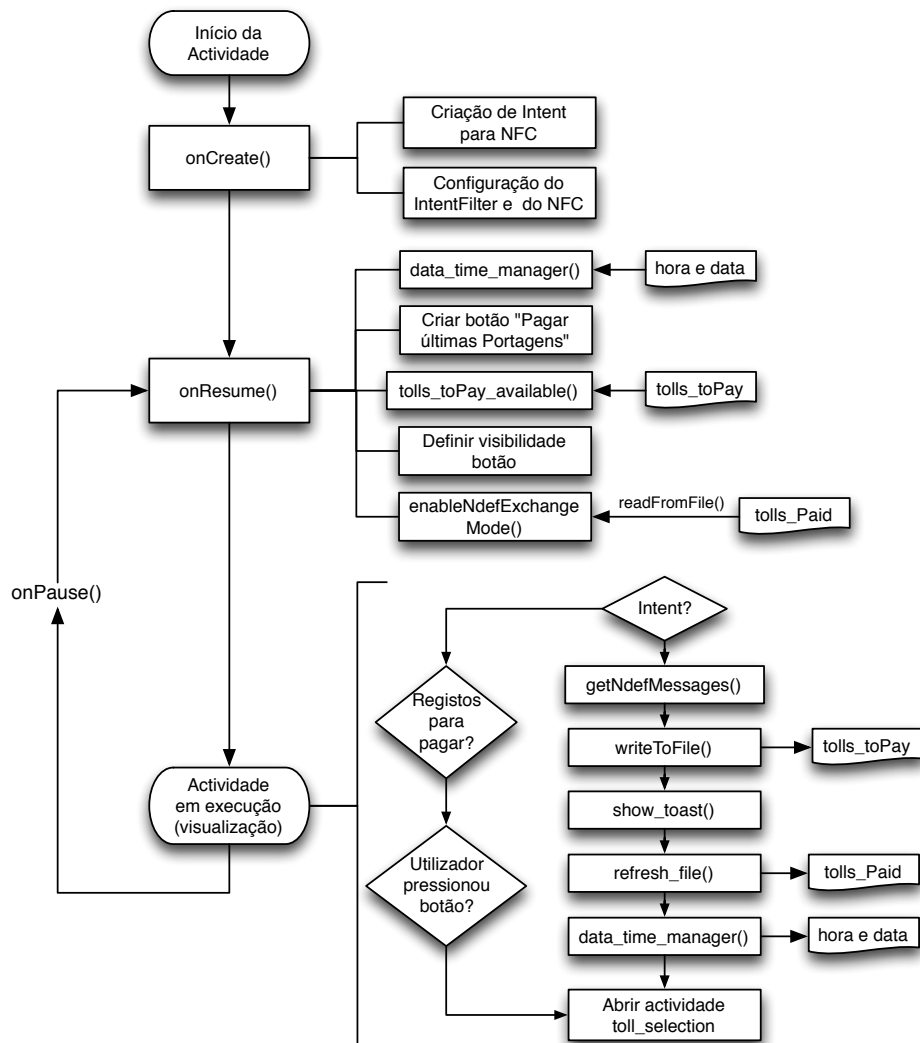 Início da
Actividade
Criação de Intent
para NFC
onCreate()
Configuração do
IntentFilter e do NFC
data_time_manager()
hora e data
Criar botão "Pagar
últimas Portagens"
onResume()
tolls_toPay_available()
tolls_toPay
Definir visibilidade
botão
enableNdefExchange
Mode()
readFromFile()
tolls_Paid
onPause()
Intent?
getNdefMessages()
Registos
para
pagar?
writeToFile()
tolls_toPay
Actividade
em execução
(visualização)
show_toast()
Utilizador
pressionou
botão?
refresh_file()
tolls_Paid
data_time_manager()
hora e data
Abrir actividade
toll_selection